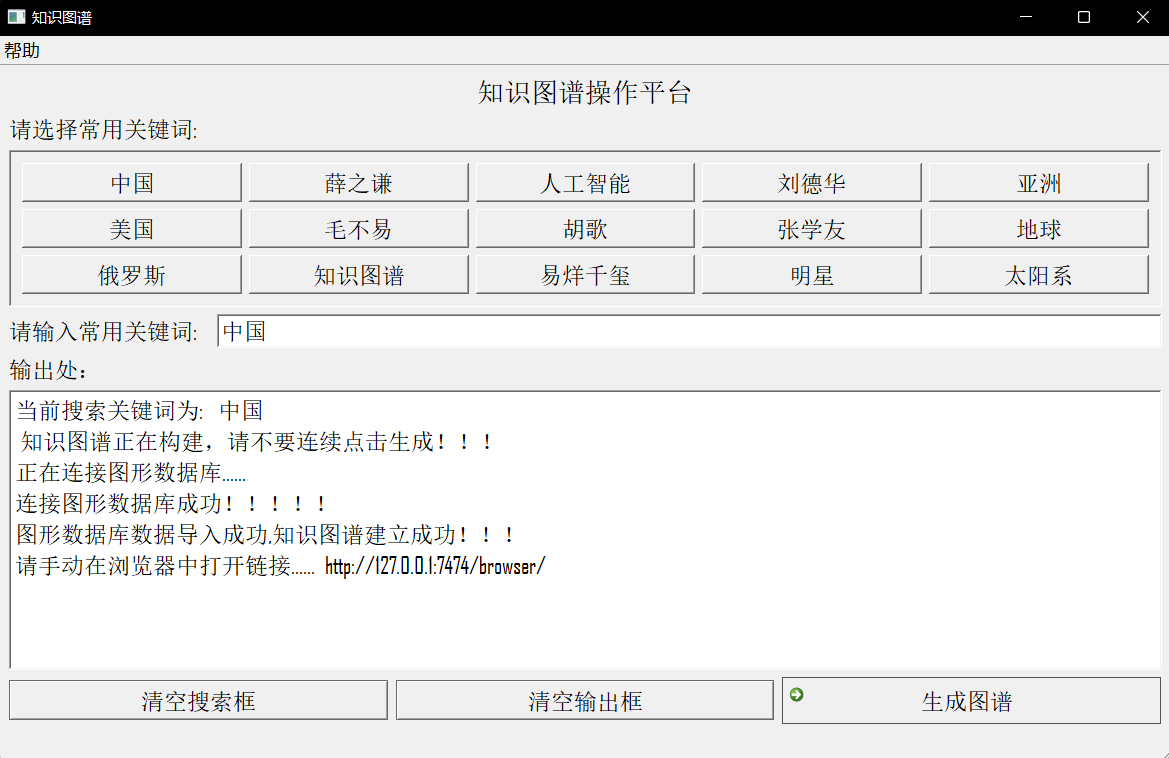 知识图谱
帮助
知识图谱操作平台
请选择常用关键词:
中国 薛之谦 人工智能 刘德华 亚洲
美国 毛不易 胡歌 张学友 地球
俄罗斯 知识图谱 易烊千玺 明星 太阳系
请输入常用关键词: 中国
输出处：
当前搜索关键词为: 中国
知识图谱正在构建，请不要连续点击生成！！！
正在连接图形数据库......
连接图形数据库成功！！！！！
图形数据库数据导入成功,知识图谱建立成功！！！
请手动在浏览器中打开链接...... http://127.0.0.1:7474/browser/
清空搜索框 清空输出框 生成图谱